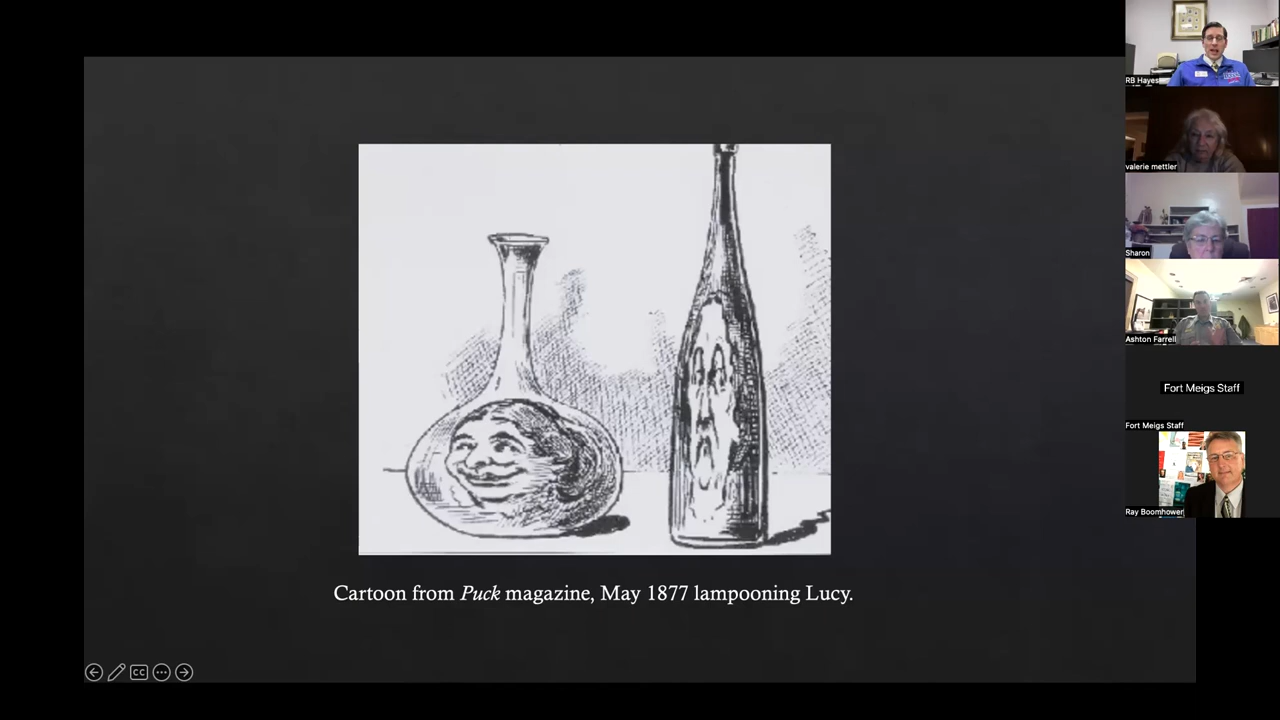 Cartoon from Puck magazine, May 1877 lampooning Lucy.
RB Hayes
valerie mettler
Sharon
Ashton Farrell
Fort Meigs Staff
Fort Meigs Staff
Ray Boomhower
CC